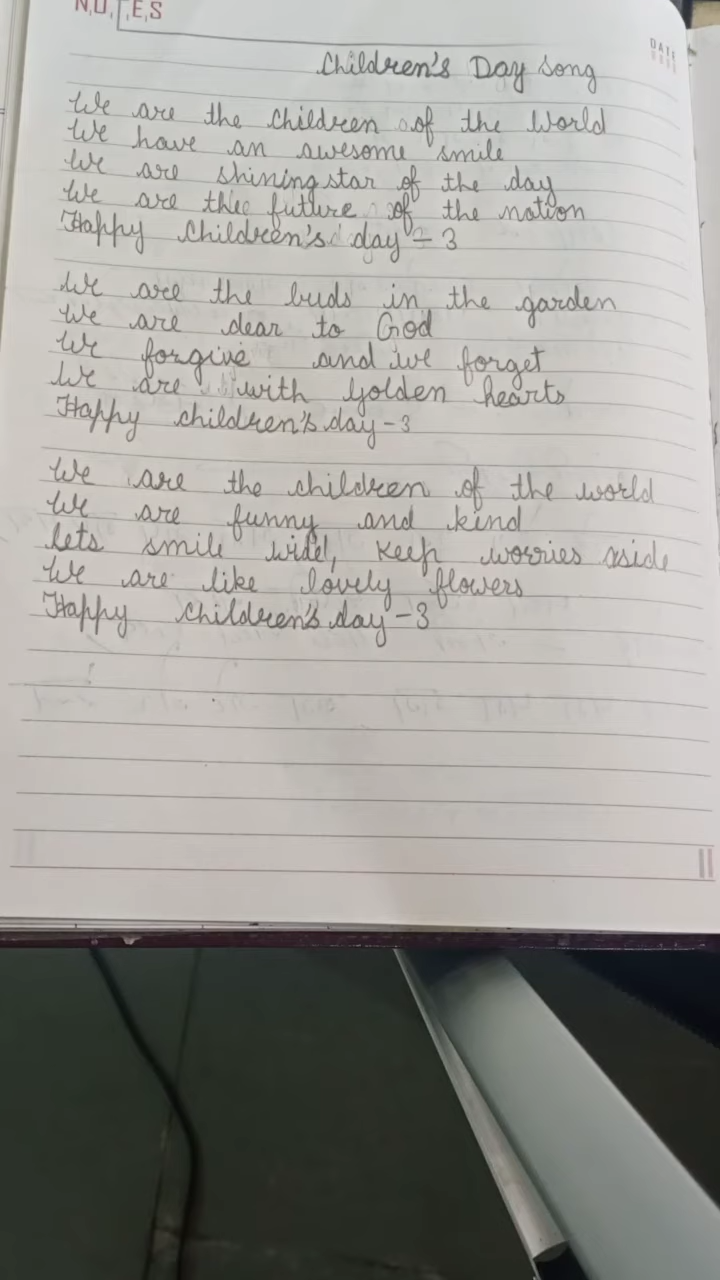 NOTES
DATE
Children's Day Song
We are the children of the World
We have an awesome smile
We are shining star of the day
We are the future of the nation
Happy Children's day - 3
We are the buds in the garden
We are dear to God
We forgive and we forget
We are with golden hearts
Happy children's day - 3
We are the children of the world
We are funny and kind
lets smile wide, keep worries aside
We are like lovely flowers
Happy Children's day - 3